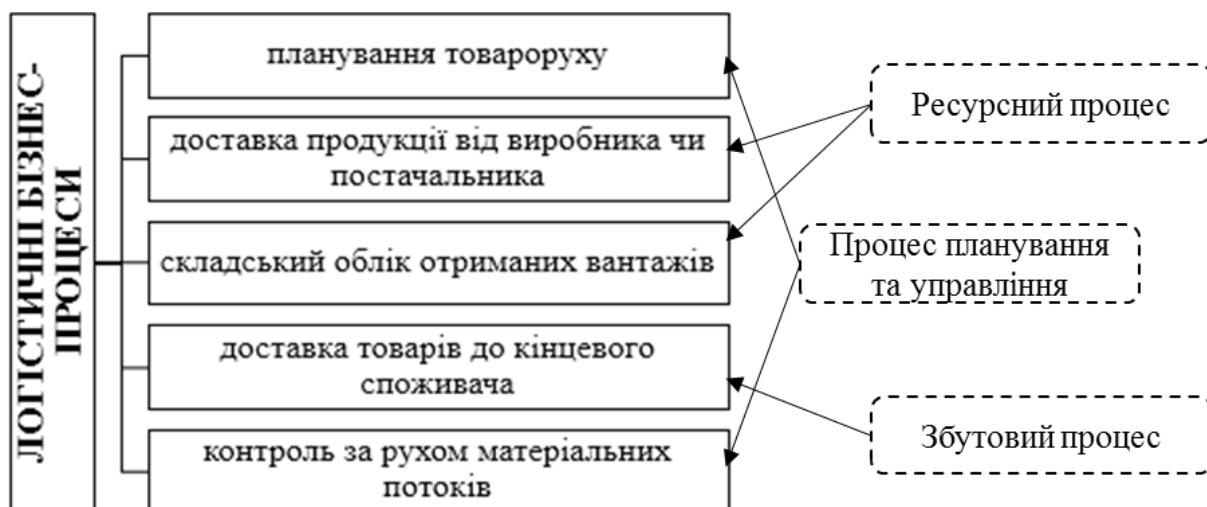 ЛОГІСТИЧНІ БІЗНЕС-
ПРОЦЕСИ
планування товароруху
доставка продукції від виробника чи
постачальника
складський облік отриманих вантажів
доставка товарів до кінцевого
споживача
контроль за рухом матеріальних
потоків
Ресурсний процес
Процес планування
та управління
Збутовий процес